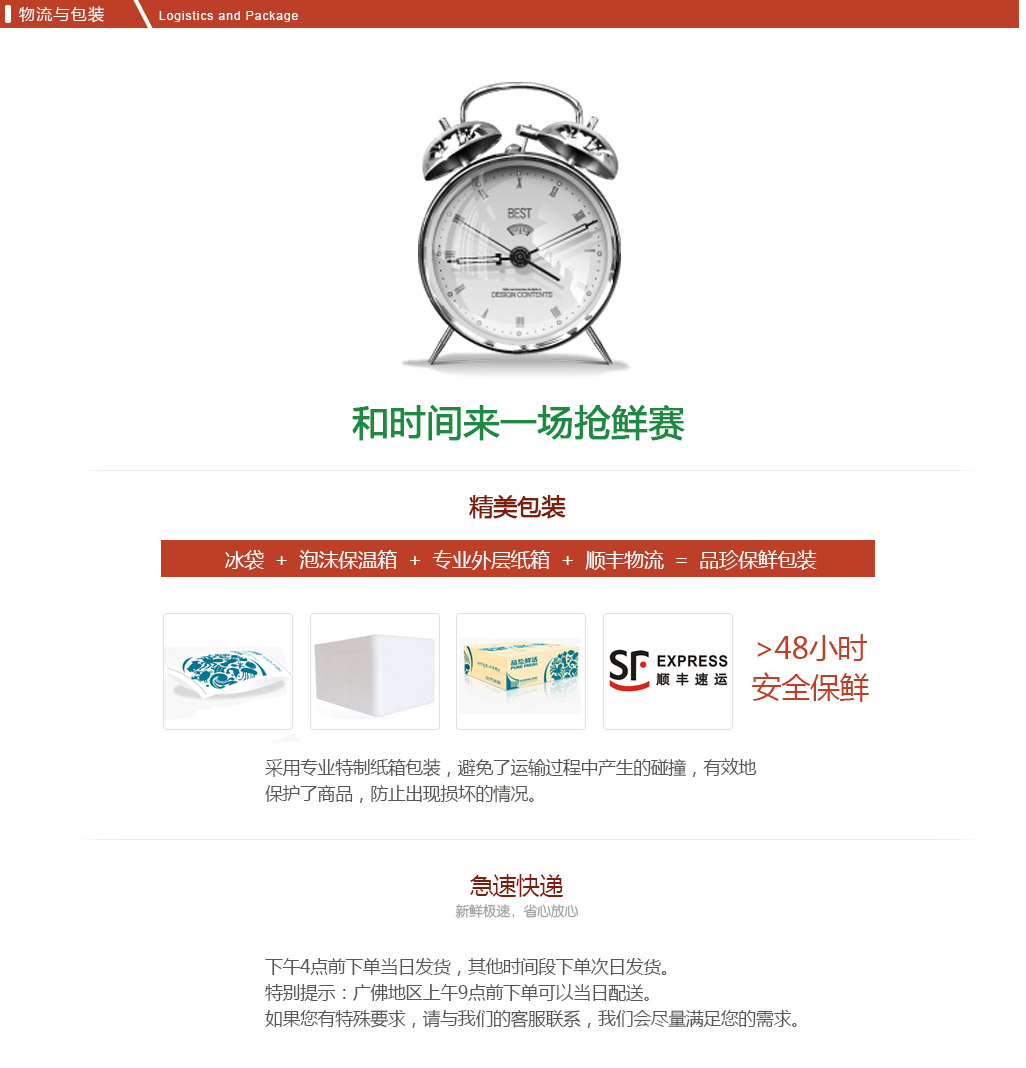 物流与包装
Logistics and Package
BEST
DESIGN CONTENTS
和时间来一场抢鲜赛
精美包装
冰袋 + 泡沫保温箱 + 专业外层纸箱 + 顺丰物流 = 品珍保鲜包装
品珍鲜活
PURE FRESH
SF EXPRESS
顺丰速运
>48小时
安全保鲜
采用专业特制纸箱包装，避免了运输过程中产生的碰撞，有效地
保护了商品，防止出现损坏的情况。
急速快递
新鲜极速，省心放心
下午4点前下单当日发货，其他时间段下单次日发货。
特别提示：广佛地区上午9点前下单可以当日配送。
如果您有特殊要求，请与我们的客服联系，我们会尽量满足您的需求。